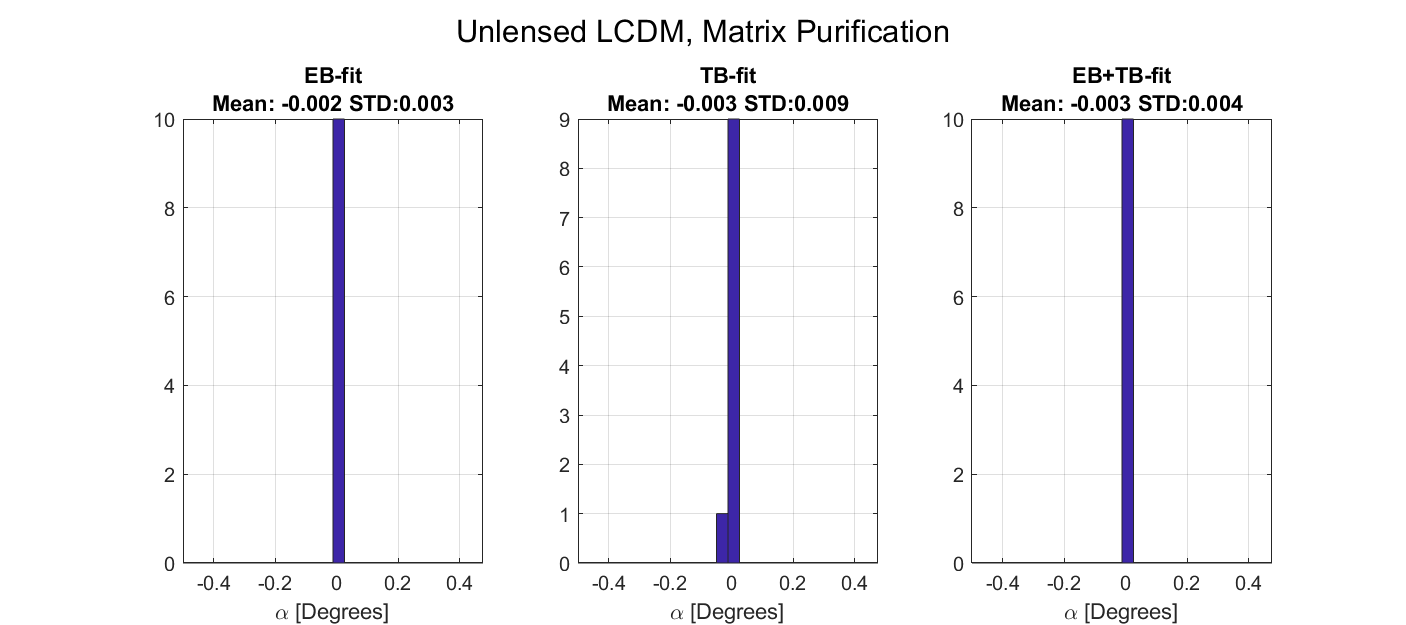 Unlensed LCDM, Matrix Purification
EB-fit
Mean: -0.002 STD:0.003
10
8
6
4
2
0
-0.4 -0.2 0 0.2 0.4
α [Degrees]
TB-fit
Mean: -0.003 STD:0.009
9
8
7
6
5
4
3
2
1
0
-0.4 -0.2 0 0.2 0.4
α [Degrees]
EB+TB-fit
Mean: -0.003 STD:0.004
10
8
6
4
2
0
-0.4 -0.2 0 0.2 0.4
α [Degrees]